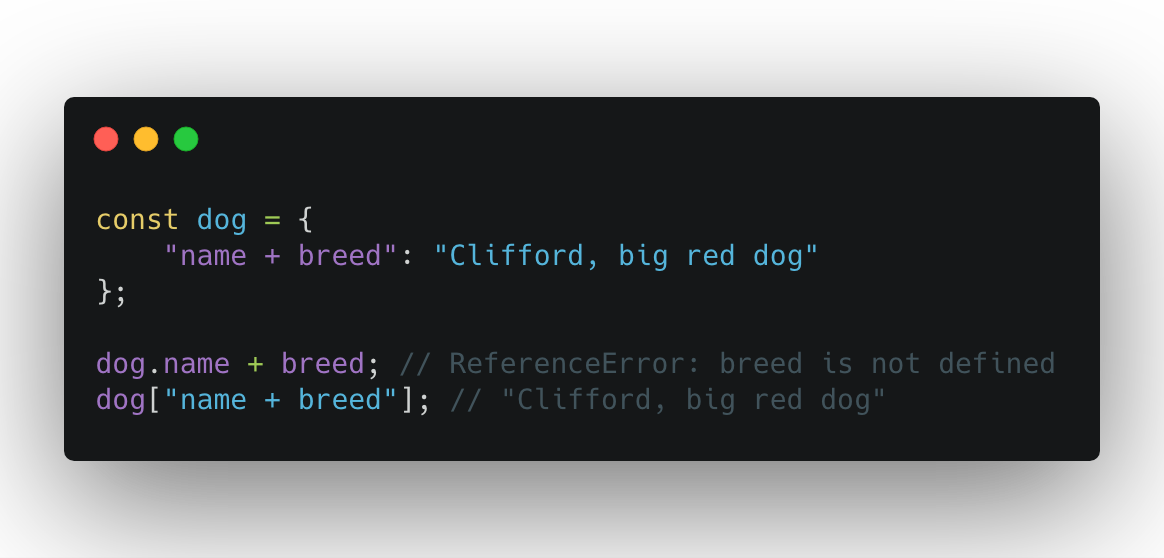 const dog = {
    "name + breed": "Clifford, big red dog"
};
dog.name + breed; // ReferenceError: breed is not defined
dog["name + breed"]; // "Clifford, big red dog"